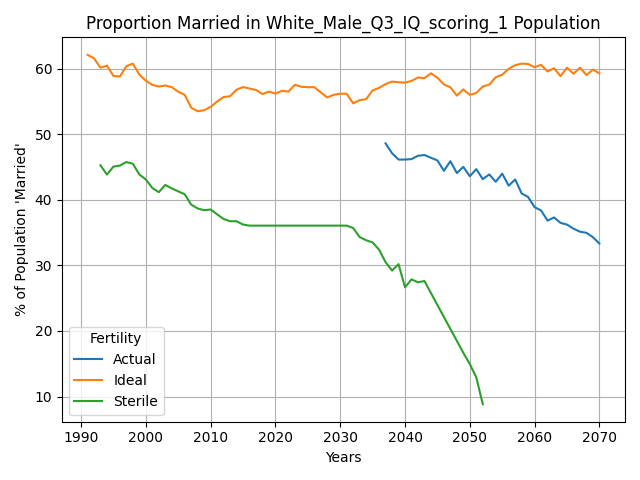 Proportion Married in White_Male_Q3_IQ_scoring_1 Population
% of Population 'Married'
60
50
40
30
20
10
Fertility
Actual
Ideal
Sterile
1990 2000 2010 2020 2030 2040 2050 2060 2070
Years